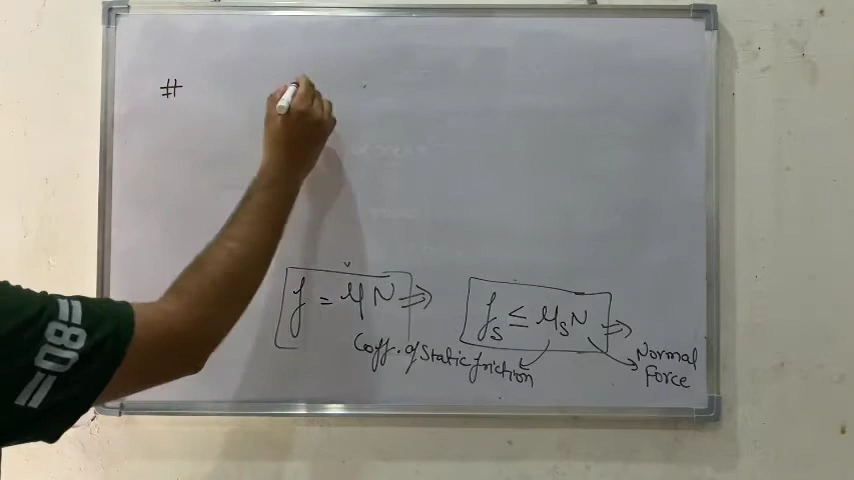 #
f = μN ⇒
fs ≤ μsN ⇒
Coff. of Static friction
Normal
Force
=80=